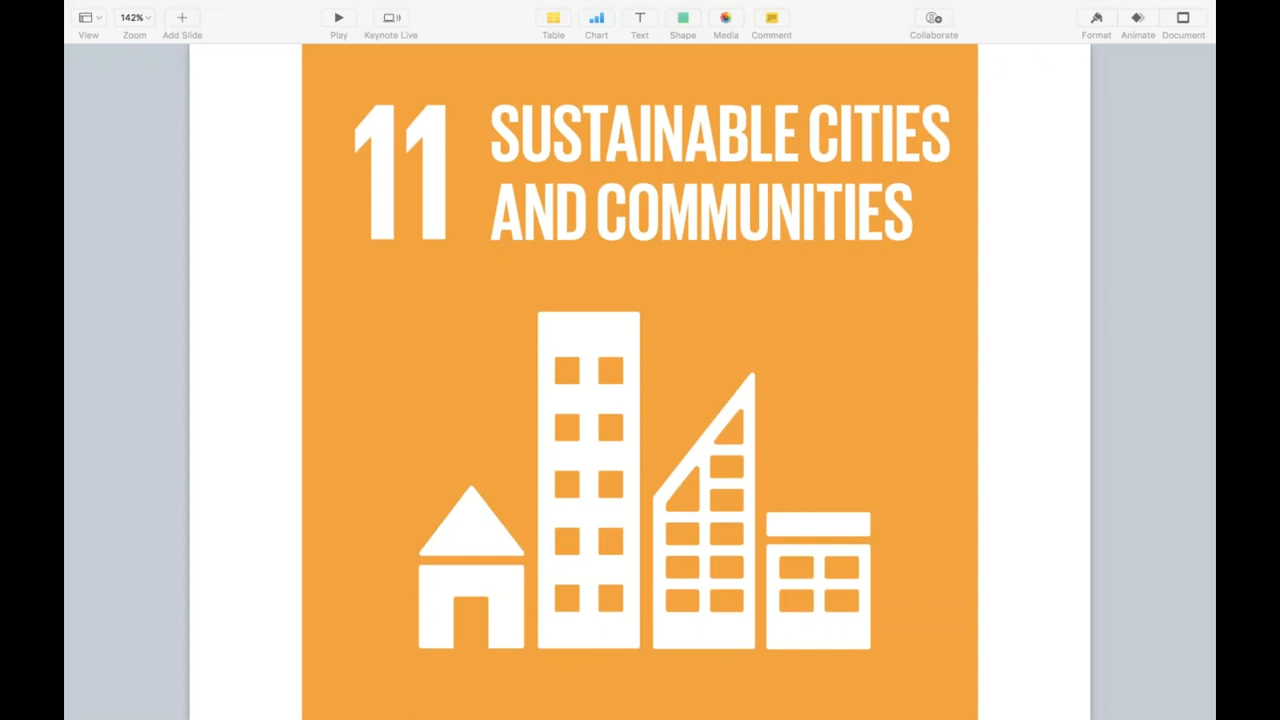 142%
View Zoom Add Slide Play Keynote Live Table Chart Text Shape Media Comment Collaborate Format Animate Document
11 SUSTAINABLE CITIES
AND COMMUNITIES